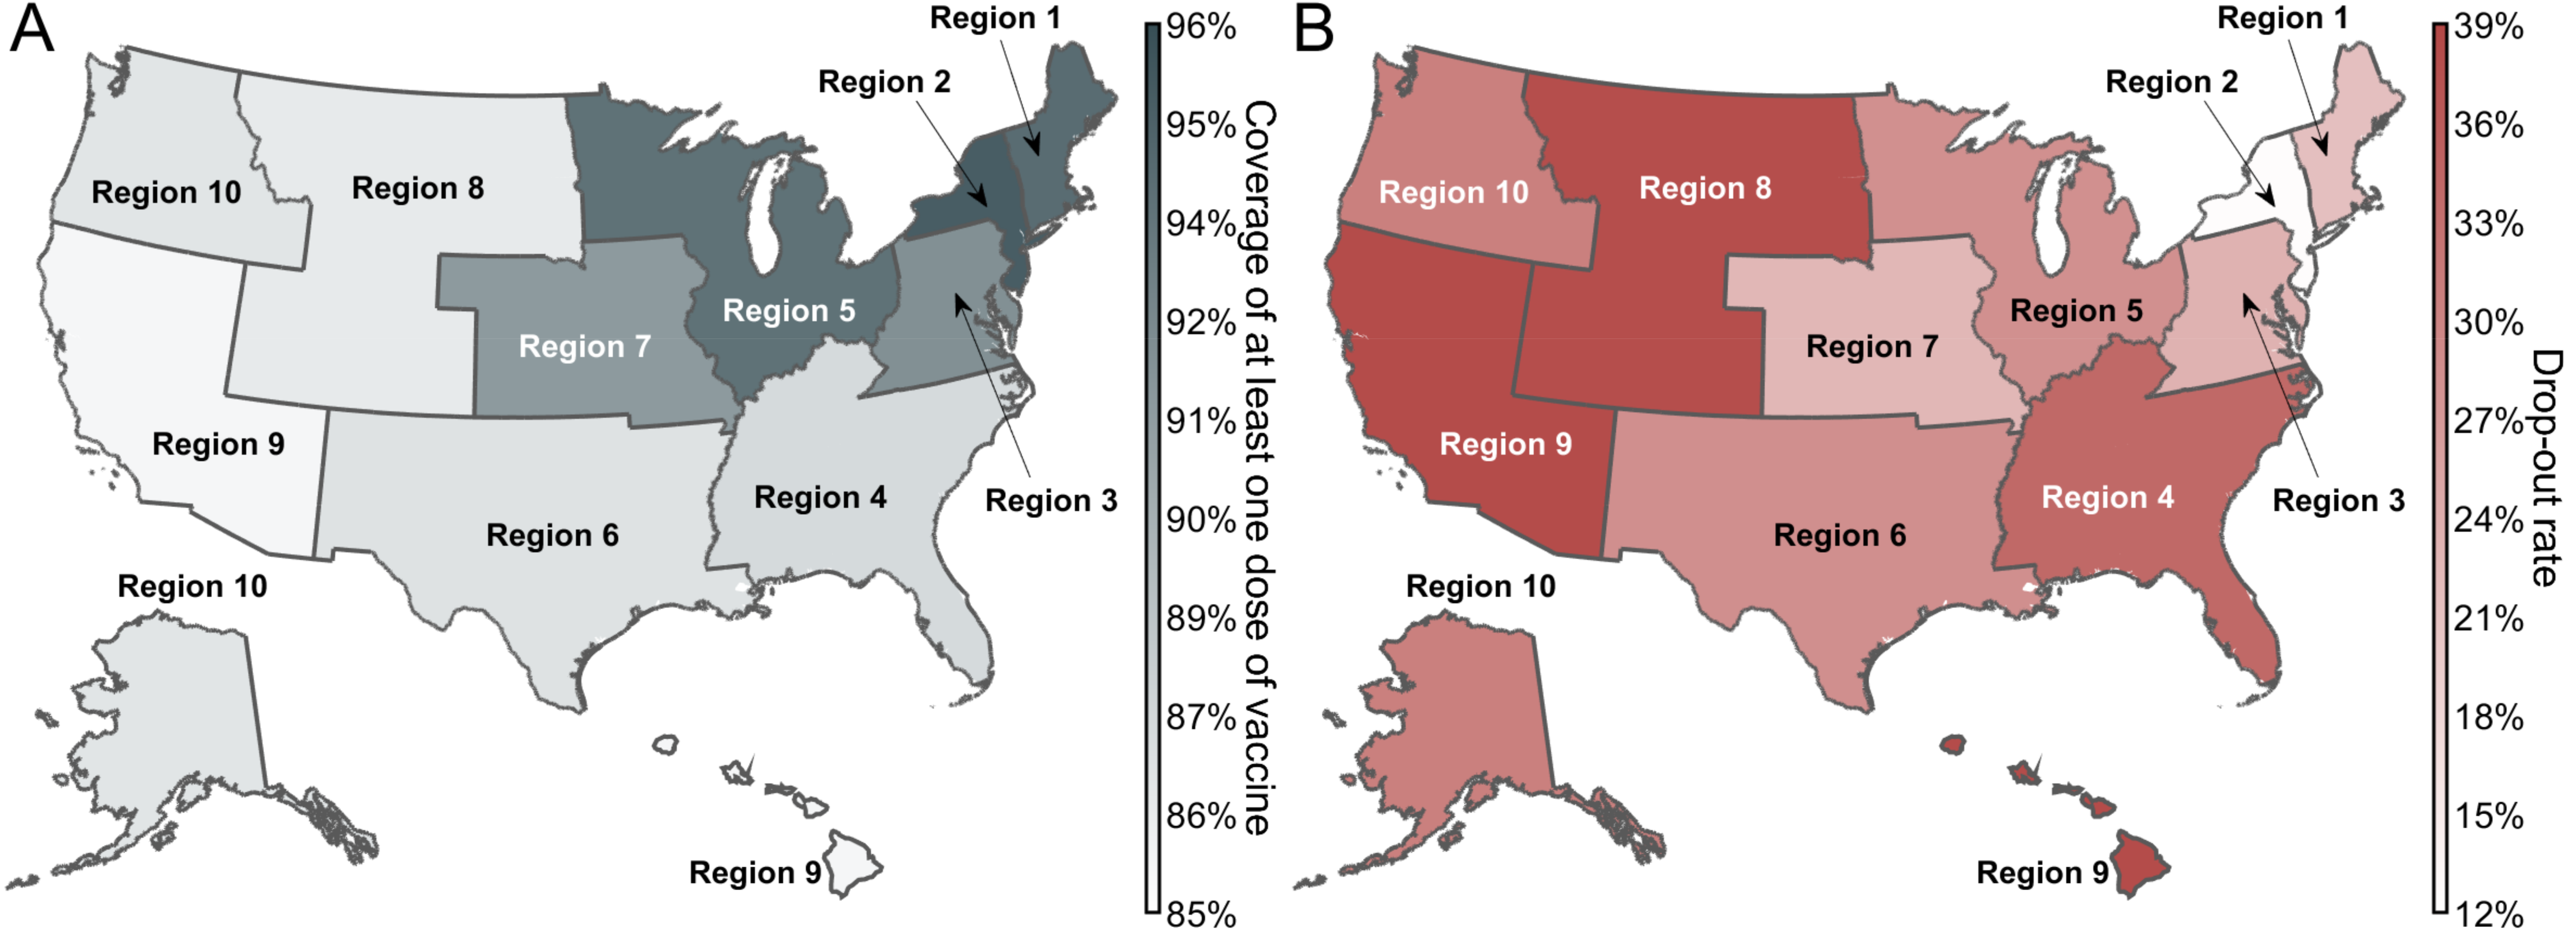 A
Region 1
Region 2
Region 10
Region 8
Region 5
Region 7
Region 9
Region 4
Region 3
Region 6
Region 10
Region 9
96%
95%
94%
92%
91%
90%
89%
87%
86%
85%
Coverage of at least one dose of vaccine
B
Region 1
Region 2
Region 10
Region 8
Region 5
Region 7
Region 9
Region 4
Region 3
Region 6
Region 10
Region 9
39%
36%
33%
30%
27%
24%
21%
18%
15%
12%
Drop-out rate